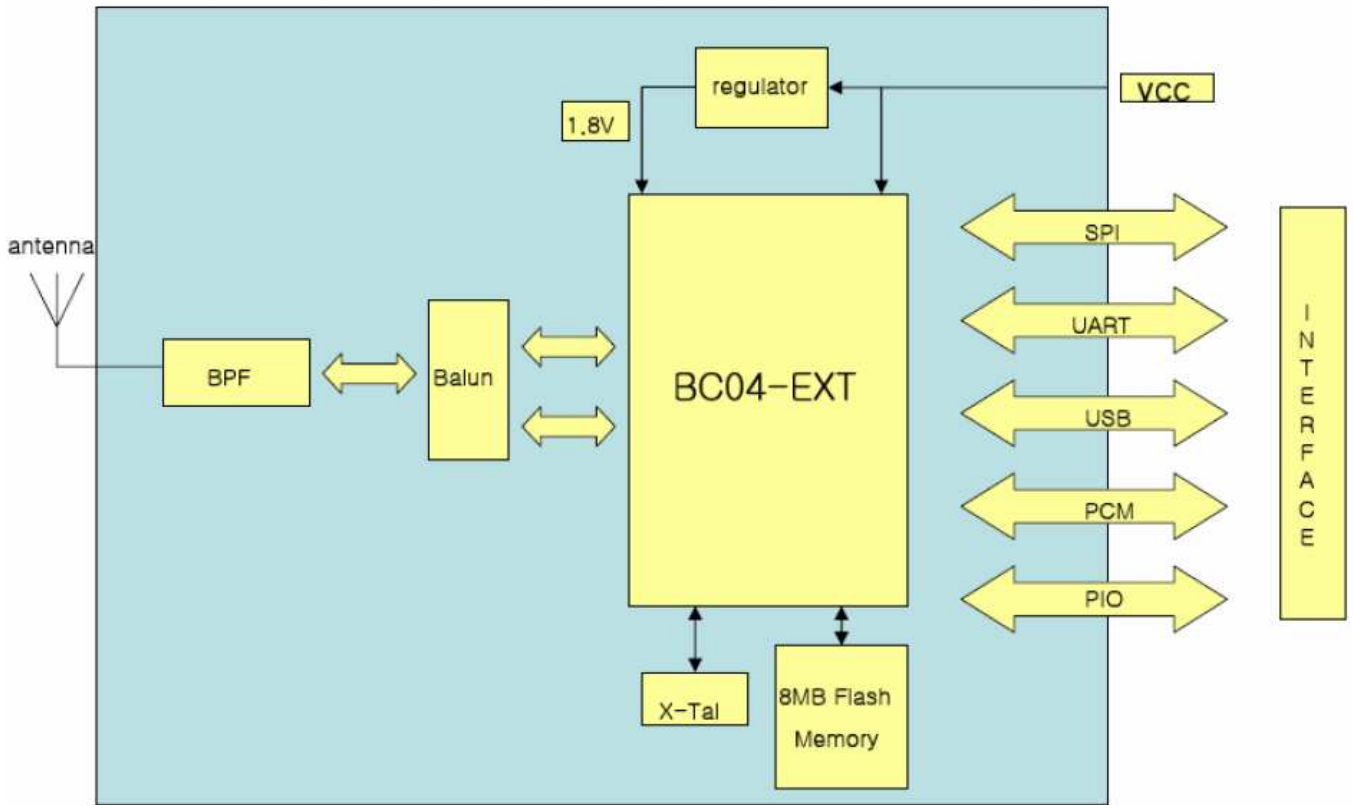 regulator
VCC
1.8V
antenna
SPI
UART
BPF
Balun
BC04-EXT
USB
PCM
PIO
INTERFACE
X-Tal
8MB Flash
Memory